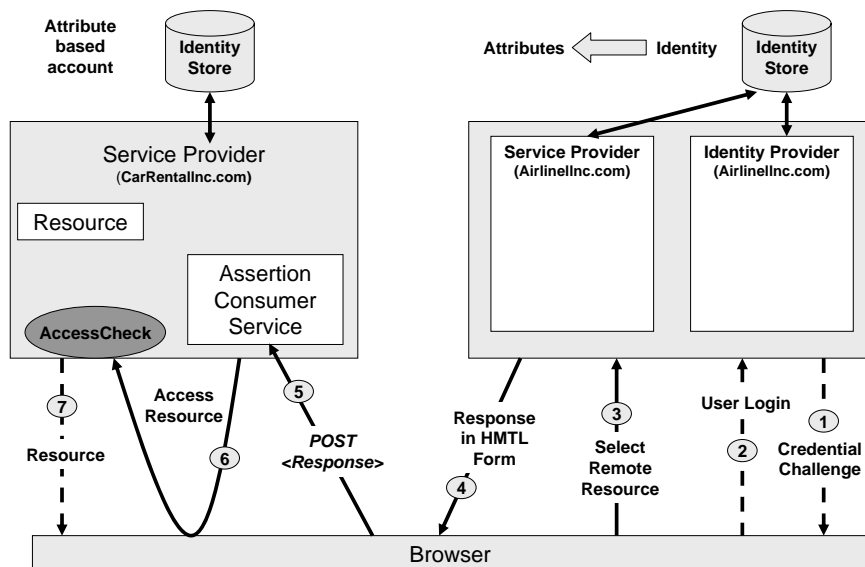 Attribute
based
account
Identity
Store
Attributes
Identity
Identity
Store
Service Provider
(CarRentalInc.com)
Resource
Assertion
Consumer
Service
AccessCheck
Service Provider
(AirlineInc.com)
Identity Provider
(AirlineInc.com)
7
Resource
Access
Resource
6
5
POST
<Response>
Response
in HMTL
Form
4
3
Select
Remote
Resource
User Login
2
1
Credential
Challenge
Browser